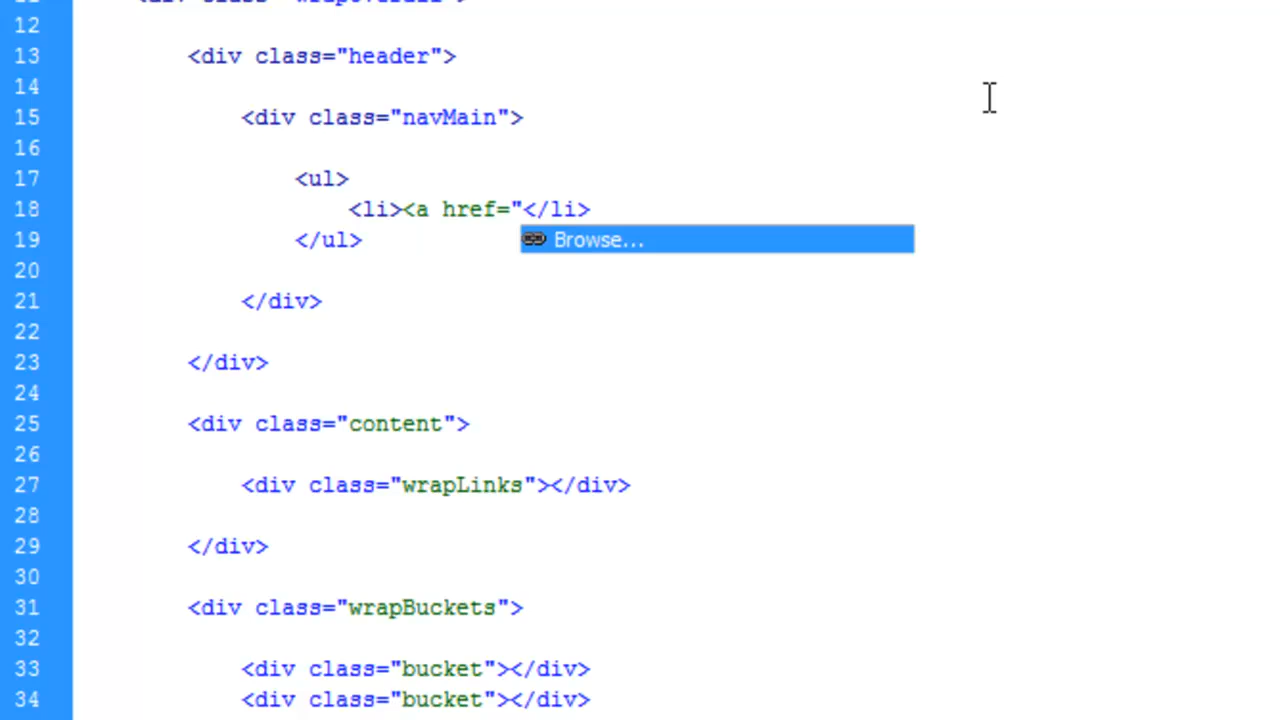 12
13 <div class="header">
14
15 <div class="navMain">
16
17 <ul>
18 <li><a href="</li>
19 </ul>
Browse...
20
21 </div>
22
23 </div>
24
25 <div class="content">
26
27 <div class="wrapLinks"></div>
28
29 </div>
30
31 <div class="wrapBuckets">
32
33 <div class="bucket"></div>
34 <div class="bucket"></div>